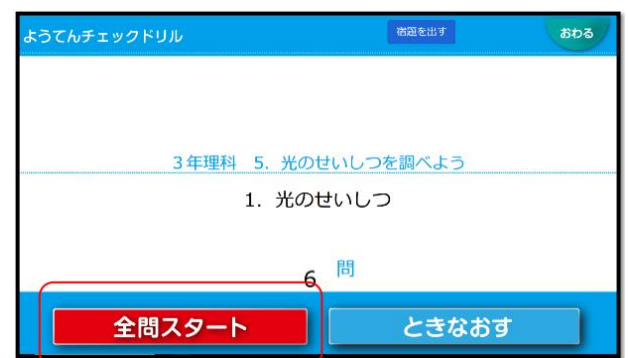 ようてんチェックドリル 宿題を出す おわる
3年理科 5. 光のせいしつを調べよう
1. 光のせいしつ
6 問
全問スタート ときなおす